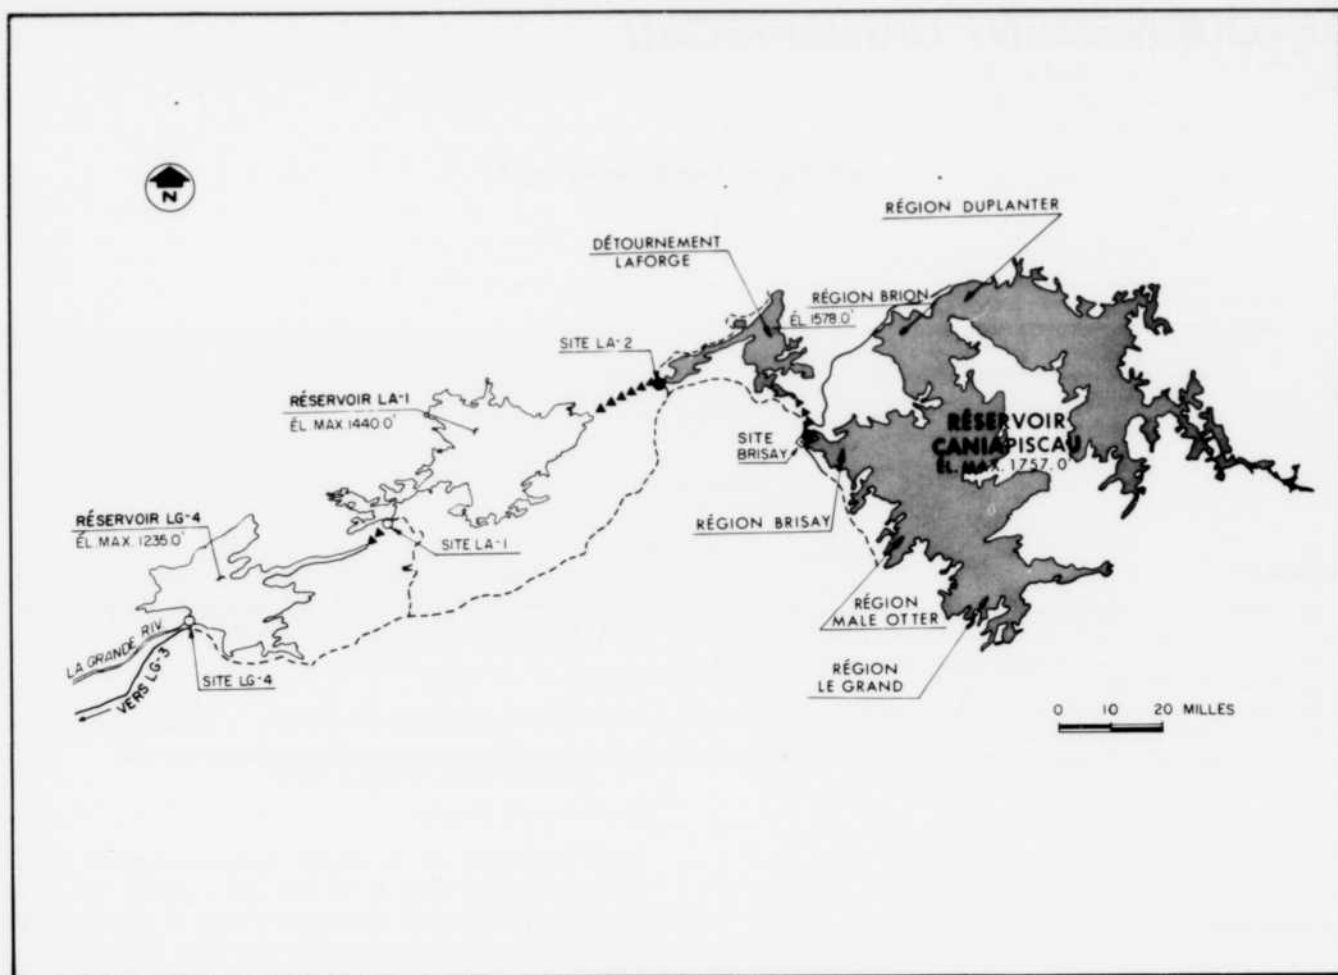 N
RÉGION DUPLANTER
DÉTOURNEMENT
LAFORGE
RÉGION BRION
ÉL. 1578.0'
SITE LA-2
RÉSERVOIR LA-1
ÉL. MAX. 1440.0'
RÉSERVOIR
CANIAPISCAU
ÉL. MAX. 1757.0
SITE
BRISAY
RÉGION BRISAY
RÉSERVOIR LG-4
ÉL. MAX. 1235.0'
SITE LA-1
RÉGION
MALE OTTER
LA GRANDE RIV.
SITE LG-4
VERS LG-3
RÉGION
LE GRAND
0 10 20 MILLES